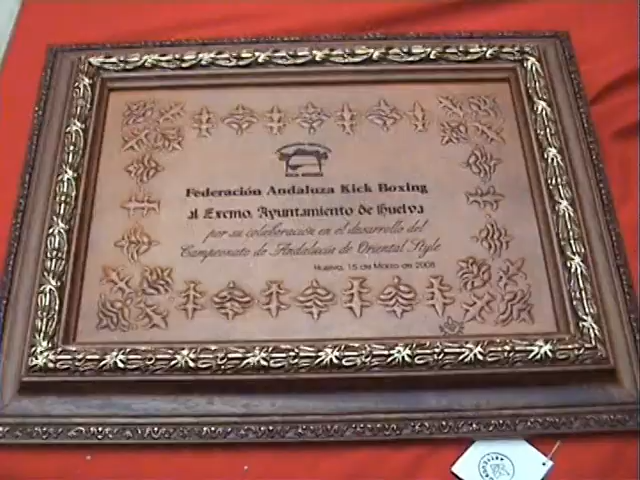 Federación Andaluza Kick Boxing
al Excmo. Ayuntamiento de Huelva
por su colaboración en el desarrollo del
Campeonato de Andalucía de Oriental Style
Huelva, 15 de Marzo de 2008